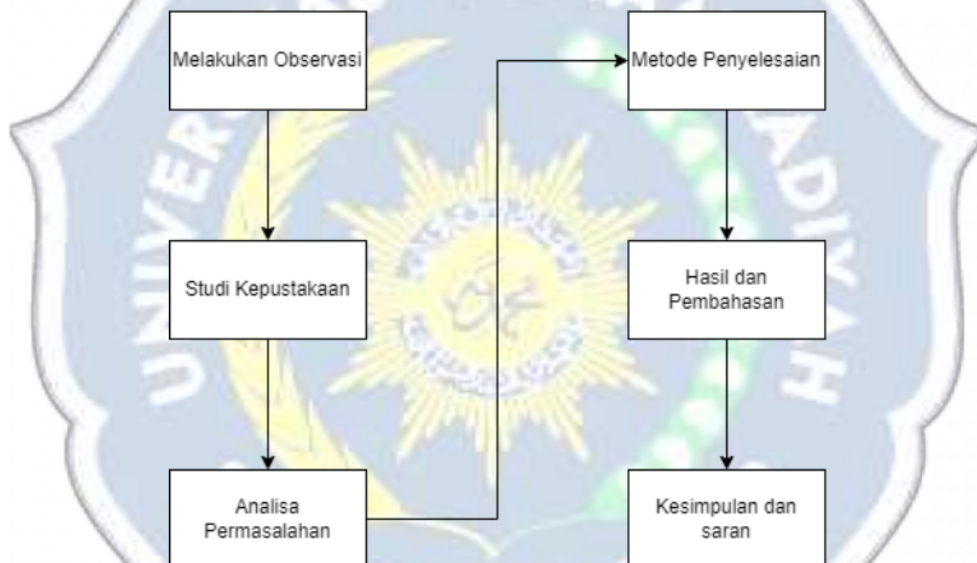 Melakukan Observasi
Studi Kepustakaan
Analisa
Permasalahan
Metode Penyelesaian
Hasil dan
Pembahasan
Kesimpulan dan
saran